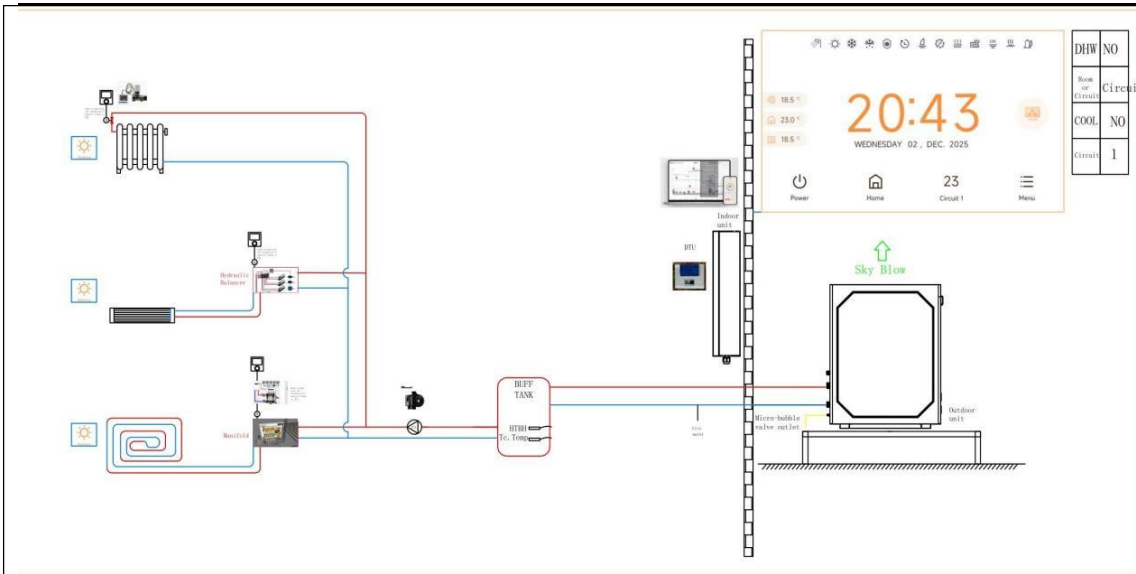 18.5 °C
23.0 °C
18.5 °C
20:43
WEDNESDAY 02 , DEC. 2025
Power
Home
23
Circuit 1
Menu
DHW NO
Room or Circuit Circui
COOL NO
Circuit 1
Indoor unit
DTU
Sky Blow
Hydraulic Balancer
Manifold
BUFF TANK
HTBH
Tc.Temp.
Micro-bubble valve outlet
Outdoor unit